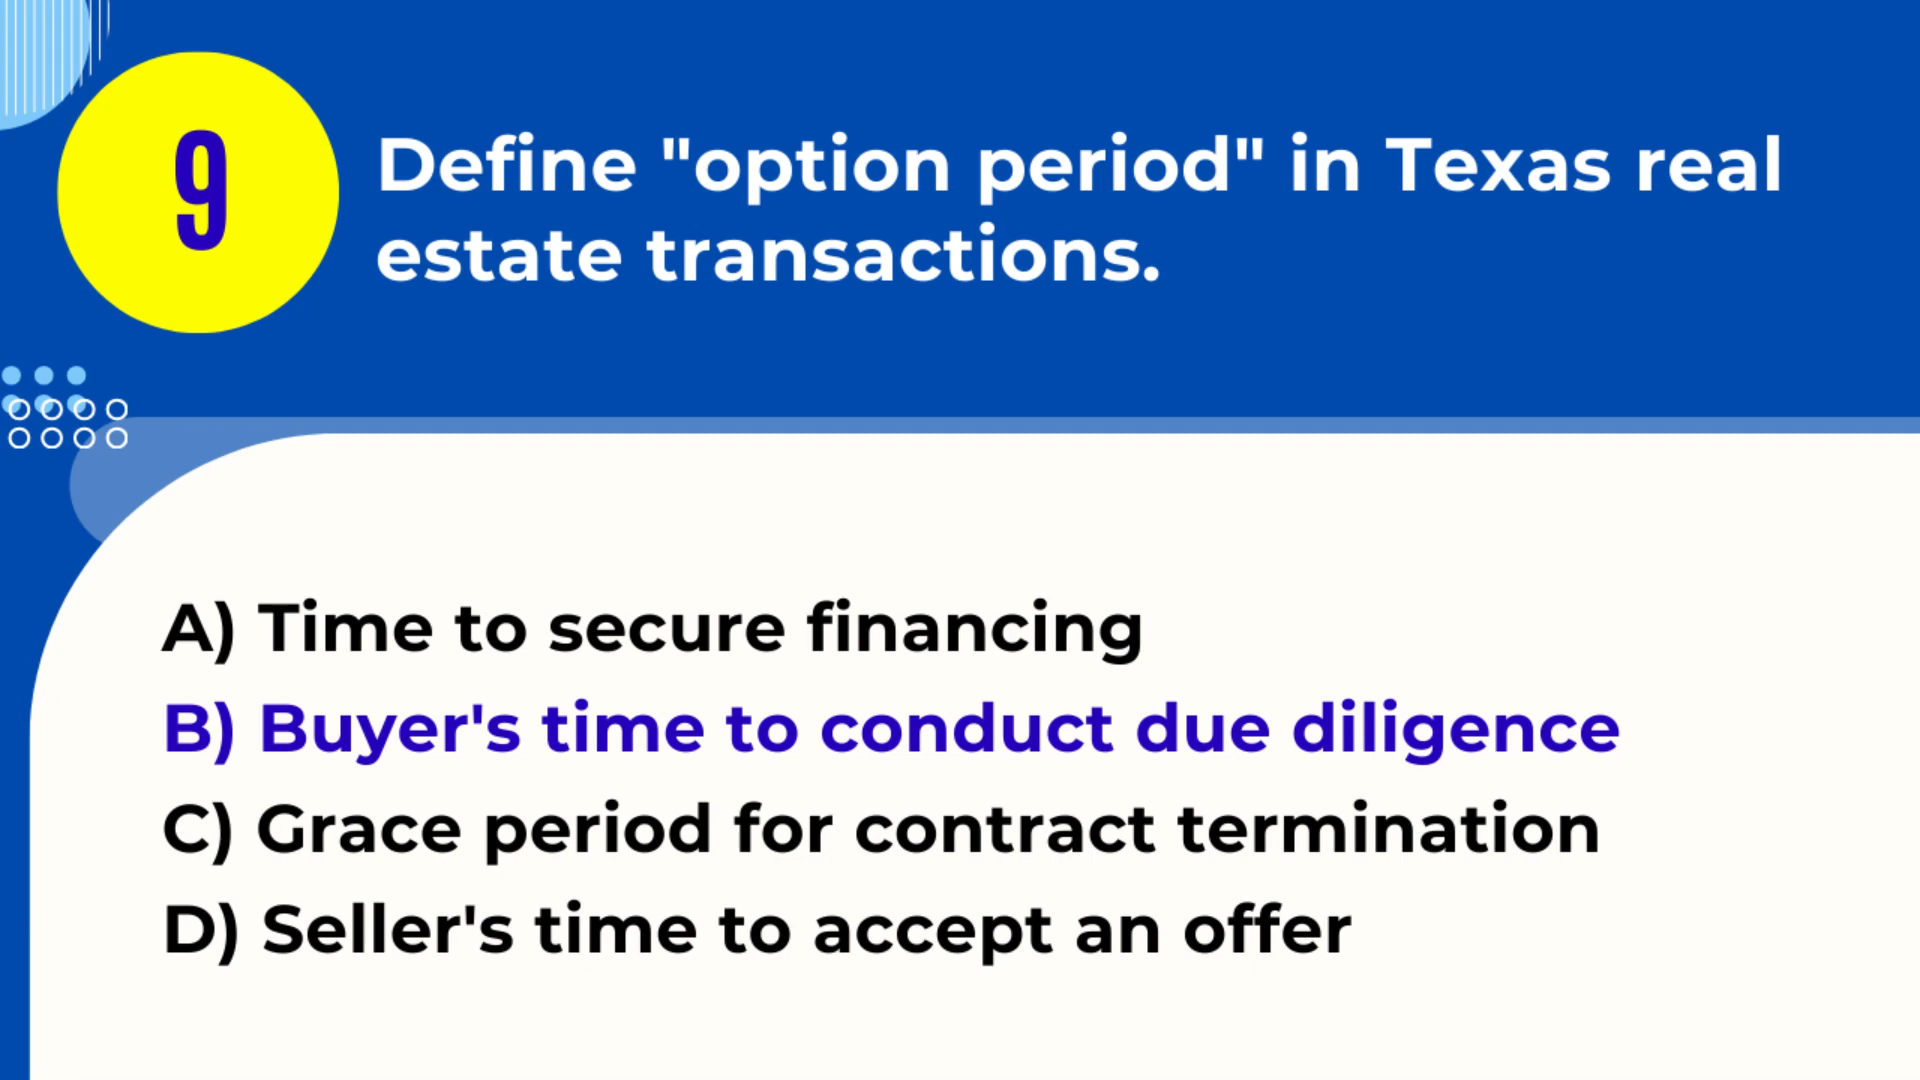 9
Define "option period" in Texas real
estate transactions.
A) Time to secure financing
B) Buyer's time to conduct due diligence
C) Grace period for contract termination
D) Seller's time to accept an offer